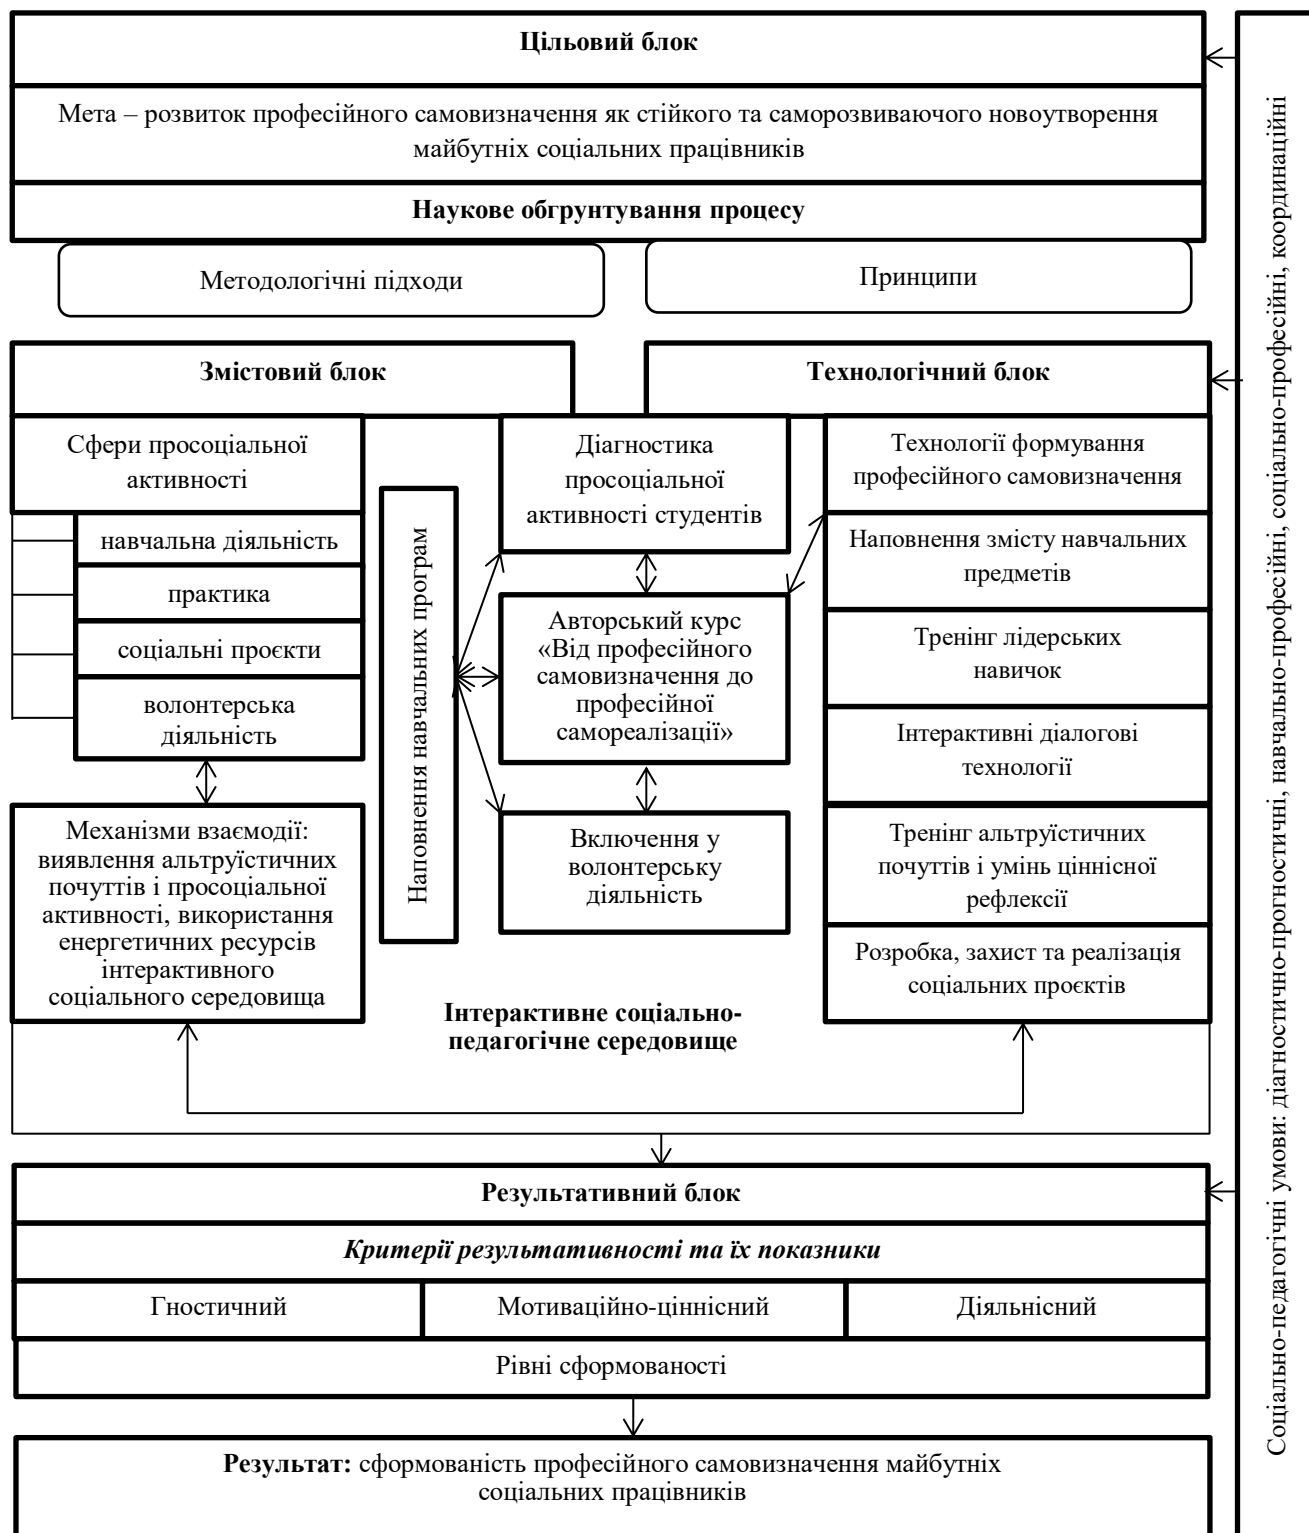 Цільовий блок
Мета – розвиток професійного самовизначення як стійкого та саморозвиваючого новоутворення
майбутніх соціальних працівників
Наукове обгрунтування процесу
Методологічні підходи
Принципи
Змістовий блок
Технологічний блок
Сфери просоціальної
активності
навчальна діяльність
практика
соціальні проєкти
волонтерська
діяльність
Механізми взаємодії:
виявлення альтруїстичних
почуттів і просоціальної
активності, використання
енергетичних ресурсів
інтерактивного
соціального середовища
Наповнення навчальних програм
Діагностика
просоціальної
активності студентів
Авторський курс
«Від професійного
самовизначення до
професійної
самореалізації»
Включення у
волонтерську
діяльність
Інтерактивне соціально-
педагогічне середовище
Технології формування
професійного самовизначення
Наповнення змісту навчальних
предметів
Тренінг лідерських
навичок
Інтерактивні діалогові
технології
Тренінг альтруїстичних
почуттів і умінь ціннісної
рефлексії
Розробка, захист та реалізація
соціальних проєктів
Результативний блок
Критерії результативності та їх показники
Гностичний
Мотиваційно-ціннісний
Діяльнісний
Рівні сформованості
Результат: сформованість професійного самовизначення майбутніх
соціальних працівників
Соціально-педагогічні умови: діагностично-прогностичні, навчально-професійні, соціально-професійні, координаційні